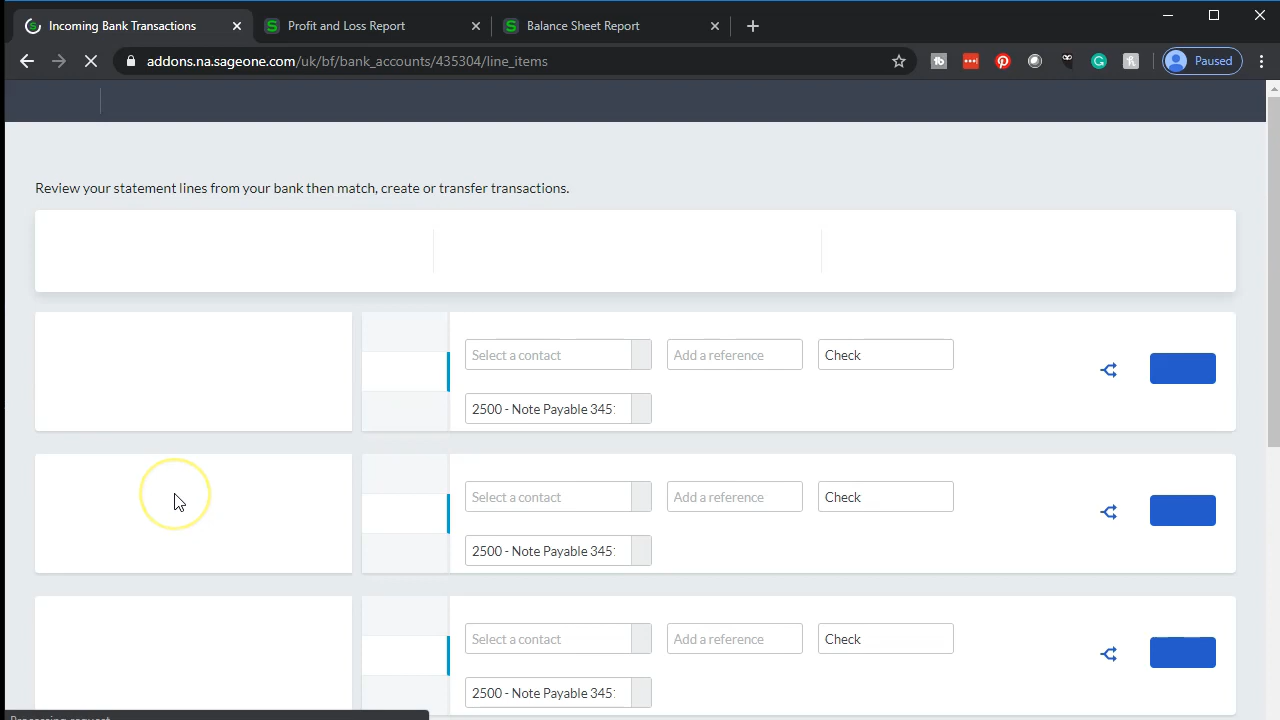 Incoming Bank Transactions
Profit and Loss Report
Balance Sheet Report
addons.na.sageone.com/uk/bf/bank_accounts/435304/line_items
Paused
Review your statement lines from your bank then match, create or transfer transactions.
Select a contact
Add a reference
Check
2500 - Note Payable 345
Select a contact
Add a reference
Check
2500 - Note Payable 345
Select a contact
Add a reference
Check
2500 - Note Payable 345
Processing request